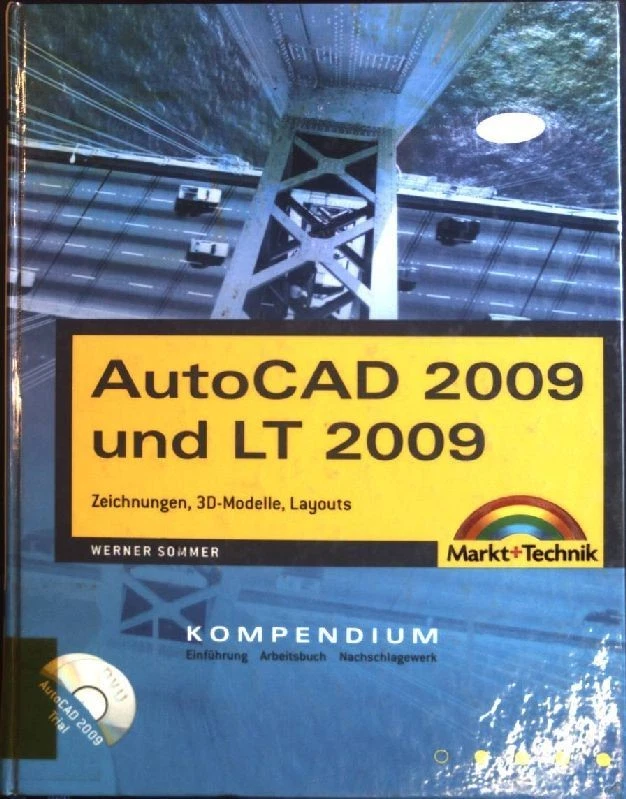 AutoCAD 2009
und LT 2009
Zeichnungen, 3D-Modelle, Layouts
WERNER SOMMER
Markt+Technik
KOMPENDIUM
Einführung Arbeitsbuch Nachschlagewerk
DVD
AutoCAD 2009
Trial